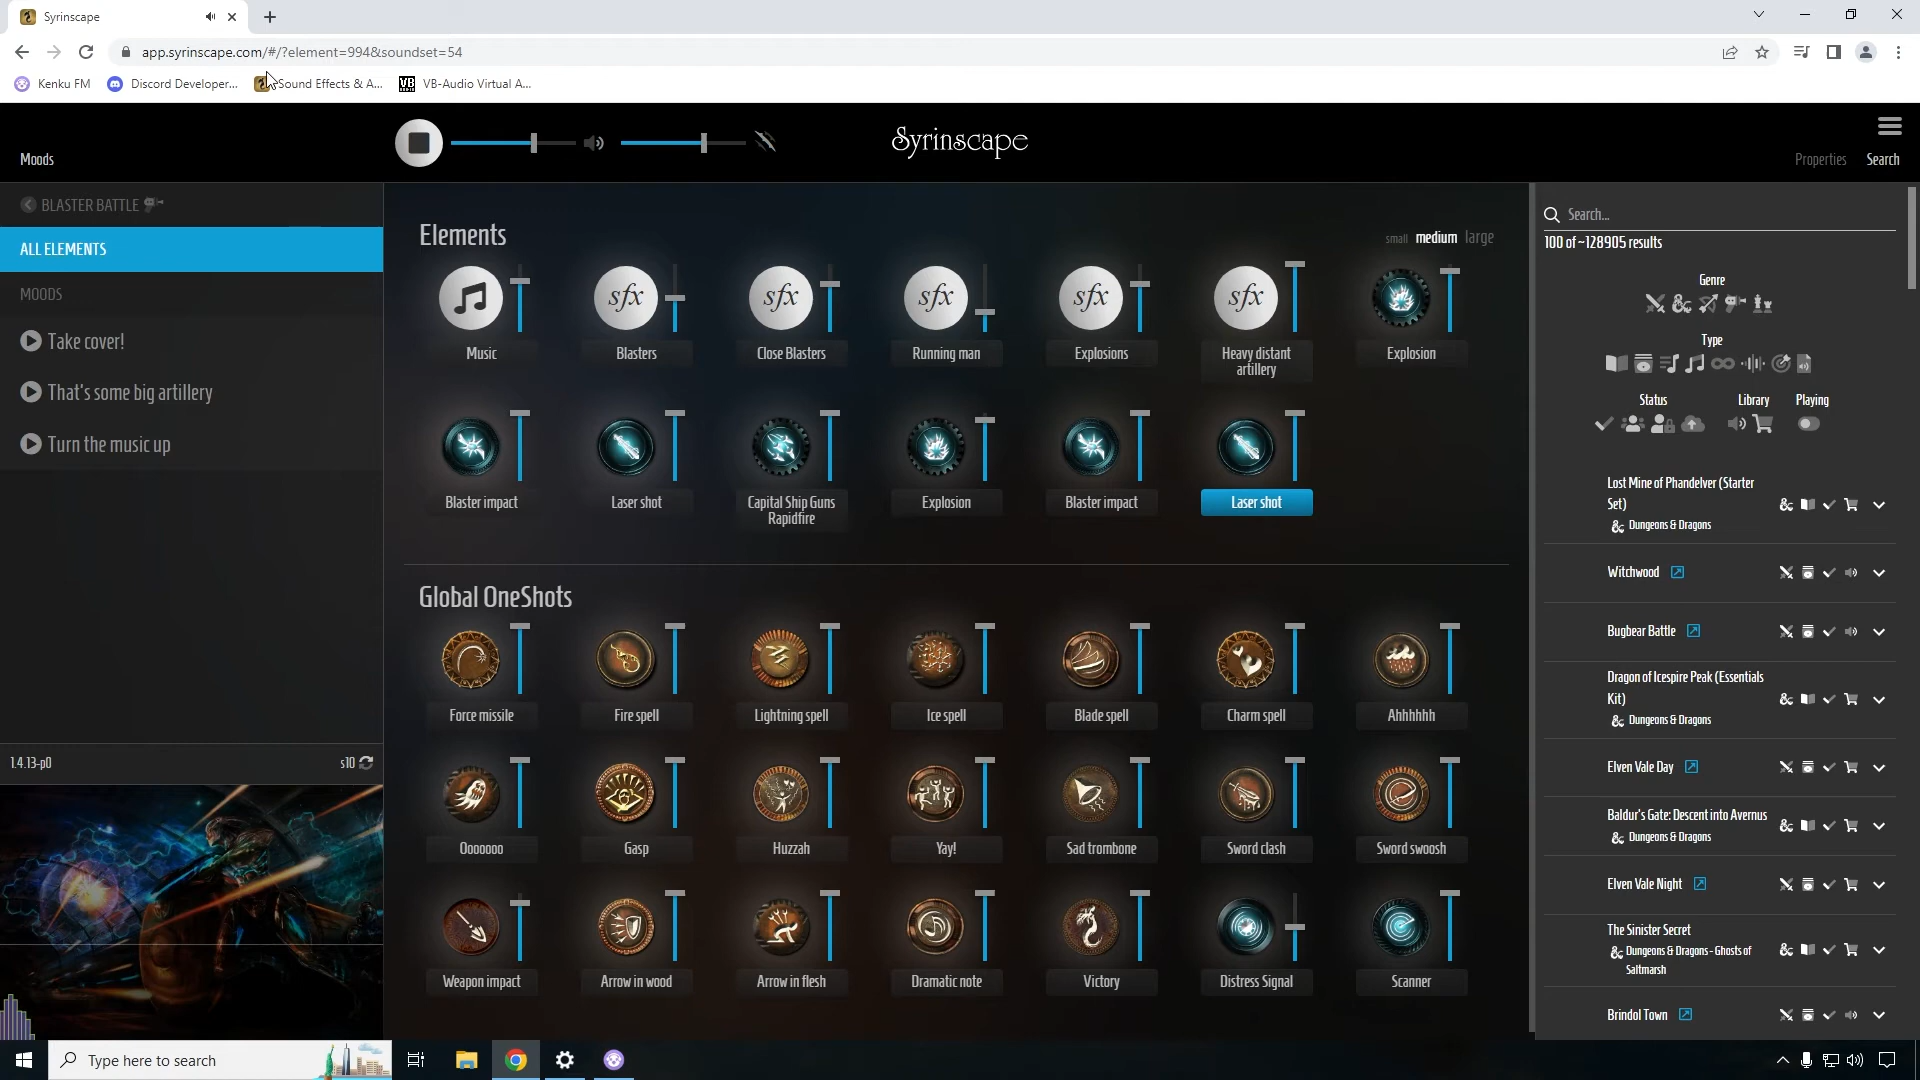 Syrinscape
app.syrinscape.com/#/?element=994&soundset=54
Kenku FM
Discord Developer...
Sound Effects & A...
VB-Audio Virtual A...
Moods
Syrinscape
Properties
Search
BLASTER BATTLE
ALL ELEMENTS
MOODS
Take cover!
That's some big artillery
Turn the music up
1.4.13-p0
s10
Elements
small medium large
sfx sfx sfx sfx sfx
Music
Blasters
Close Blasters
Running man
Explosions
Heavy distant
artillery
Explosion
Blaster impact
Laser shot
Capital Ship Guns
Rapidfire
Explosion
Blaster impact
Laser shot
Global OneShots
Force missile
Fire spell
Lightning spell
Ice spell
Blade spell
Charm spell
Ahhhhhh
Ooooooo
Gasp
Huzzah
Yay!
Sad trombone
Sword clash
Sword swoosh
Weapon impact
Arrow in wood
Arrow in flesh
Dramatic note
Victory
Distress Signal
Scanner
Search...
100 of ~128905 results
Genre
Type
Status
Library
Playing
Lost Mine of Phandelver (Starter
Set)
Dungeons & Dragons
Witchwood
Bugbear Battle
Dragon of Icespire Peak (Essentials
Kit)
Dungeons & Dragons
Elven Vale Day
Baldur's Gate: Descent into Avernus
Dungeons & Dragons
Elven Vale Night
The Sinister Secret
Dungeons & Dragons - Ghosts of
Saltmarsh
Brindol Town
Type here to search